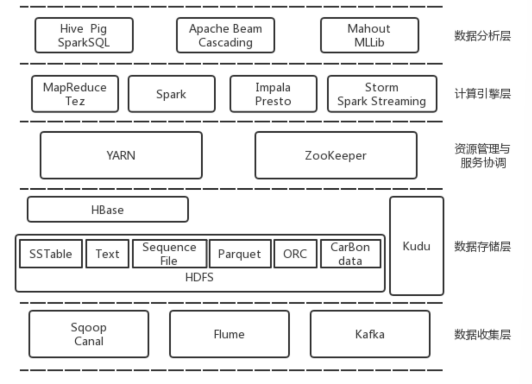 Hive Pig
SparkSQL
Apache Beam
Cascading
Mahout
MLLib
数据分析层
MapReduce
Tez
Spark
Impala
Presto
Storm
Spark Streaming
计算引擎层
YARN
ZooKeeper
资源管理与
服务协调
HBase
SSTable
Text
Sequence
File
Parquet
ORC
CarBon
data
HDFS
Kudu
数据存储层
Sqoop
Canal
Flume
Kafka
数据收集层